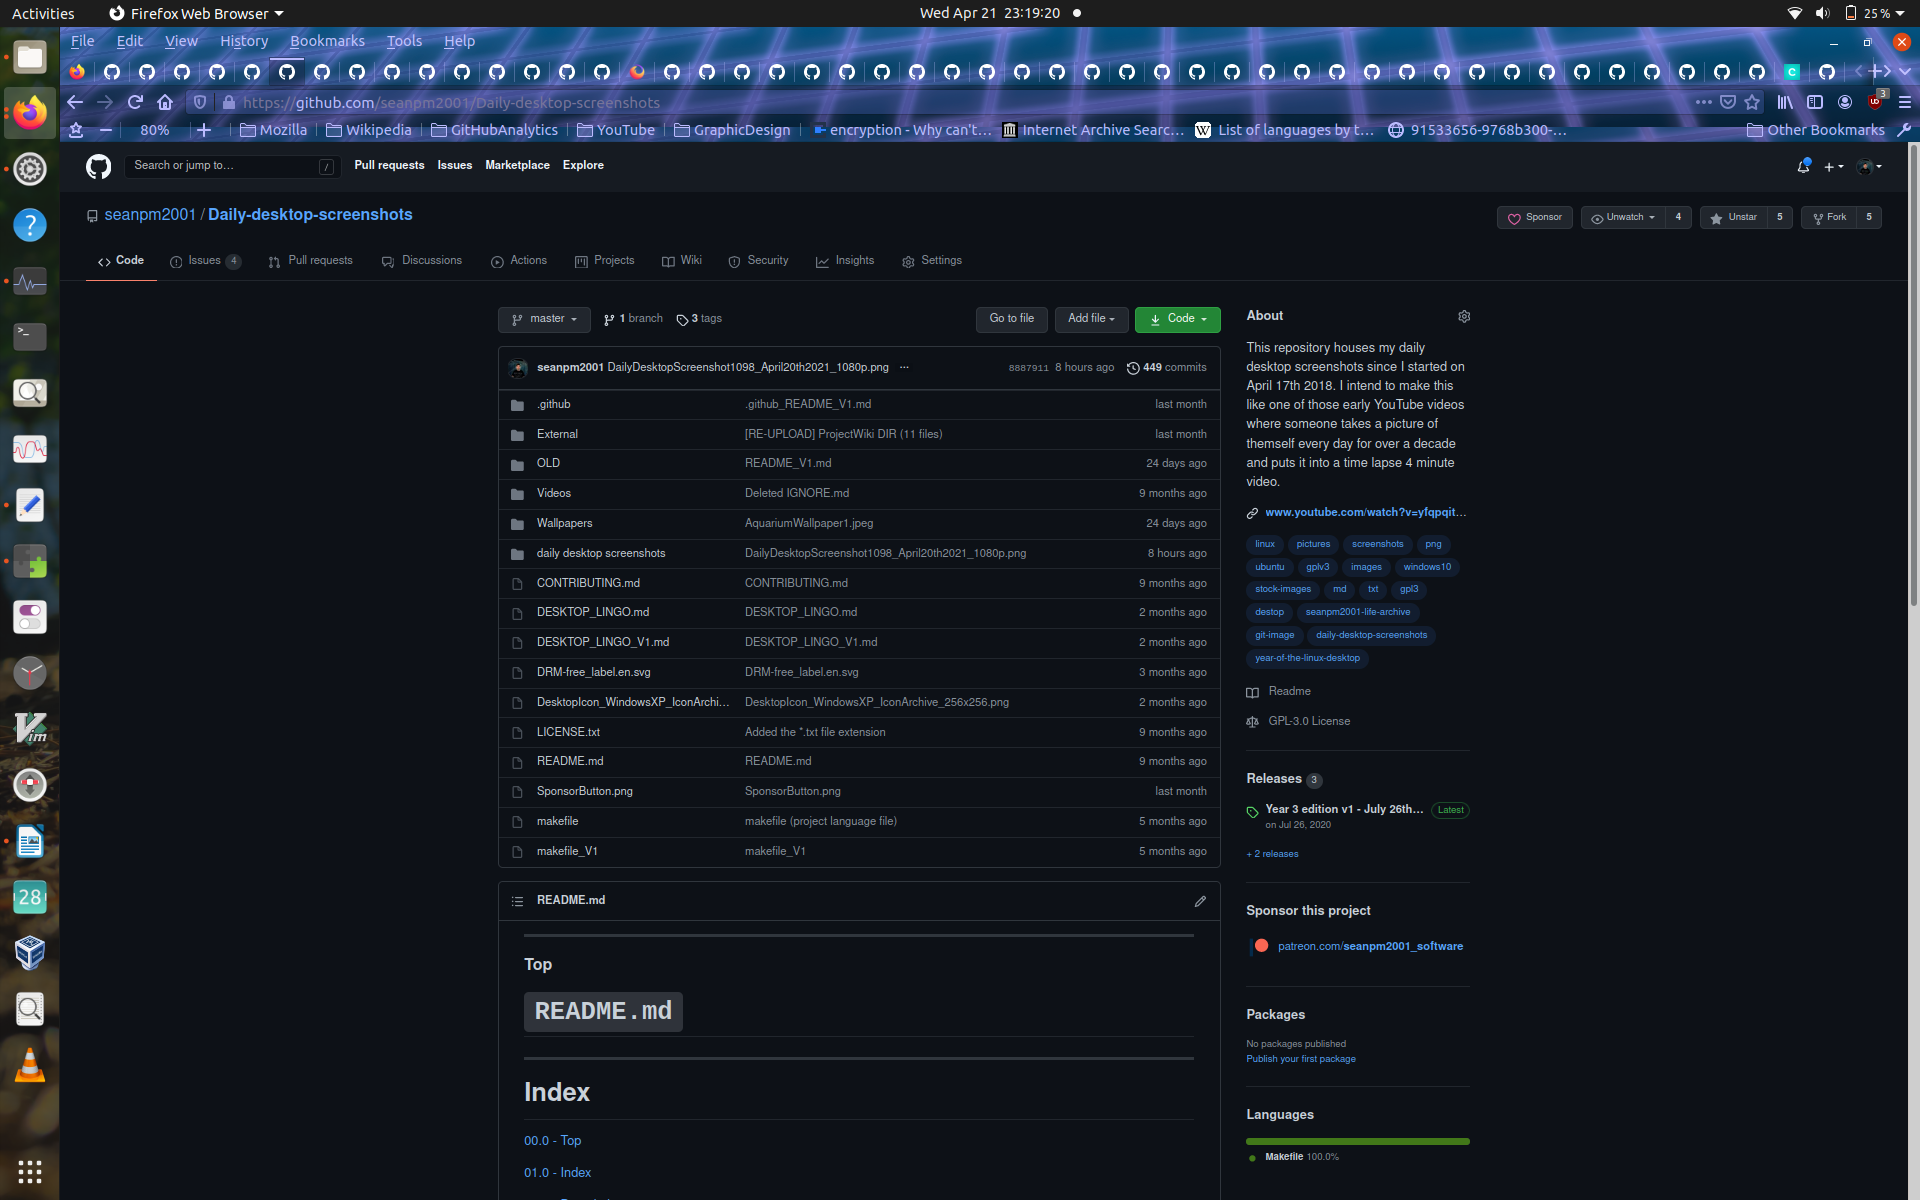 Activities
Firefox Web Browser
Wed Apr 21 23:19:20
25 %
File Edit View History Bookmarks Tools Help
https://github.com/seanpm2001/Daily-desktop-screenshots
3
80%
Mozilla
Wikipedia
GitHubAnalytics
YouTube
GraphicDesign
encryption - Why can't…
Internet Archive Searc…
List of languages by t…
91533656-9768b300-…
Other Bookmarks
Search or jump to…
/
Pull requests Issues Marketplace Explore
seanpm2001 / Daily-desktop-screenshots
Sponsor
Unwatch 4
Unstar 5
Fork 5
Code
Issues 4
Pull requests
Discussions
Actions
Projects
Wiki
Security
Insights
Settings
master
1 branch
3 tags
Go to file
Add file
Code
seanpm2001 DailyDesktopScreenshot1098_April20th2021_1080p.png …
8887911 8 hours ago
449 commits
.github .github_README_V1.md last month
External [RE-UPLOAD] ProjectWiki DIR (11 files) last month
OLD README_V1.md 24 days ago
Videos Deleted IGNORE.md 9 months ago
Wallpapers AquariumWallpaper1.jpeg 24 days ago
daily desktop screenshots DailyDesktopScreenshot1098_April20th2021_1080p.png 8 hours ago
CONTRIBUTING.md CONTRIBUTING.md 9 months ago
DESKTOP_LINGO.md DESKTOP_LINGO.md 2 months ago
DESKTOP_LINGO_V1.md DESKTOP_LINGO_V1.md 2 months ago
DRM-free_label.en.svg DRM-free_label.en.svg 3 months ago
DesktopIcon_WindowsXP_IconArchi… DesktopIcon_WindowsXP_IconArchive_256x256.png 2 months ago
LICENSE.txt Added the *.txt file extension 9 months ago
README.md README.md 9 months ago
SponsorButton.png SponsorButton.png last month
makefile makefile (project language file) 5 months ago
makefile_V1 makefile_V1 5 months ago
README.md
Top
README.md
Index
00.0 - Top
01.0 - Index
About
This repository houses my daily
desktop screenshots since I started on
April 17th 2018. I intend to make this
like one of those early YouTube videos
where someone takes a picture of
themself every day for over a decade
and puts it into a time lapse 4 minute
video.
www.youtube.com/watch?v=yfqpqit…
linux pictures screenshots png
ubuntu gplv3 images windows10
stock-images md txt gpl3
destop seanpm2001-life-archive
git-image daily-desktop-screenshots
year-of-the-linux-desktop
Readme
GPL-3.0 License
Releases 3
Year 3 edition v1 - July 26th… Latest
on Jul 26, 2020
+ 2 releases
Sponsor this project
patreon.com/seanpm2001_software
Packages
No packages published
Publish your first package
Languages
Makefile 100.0%
28